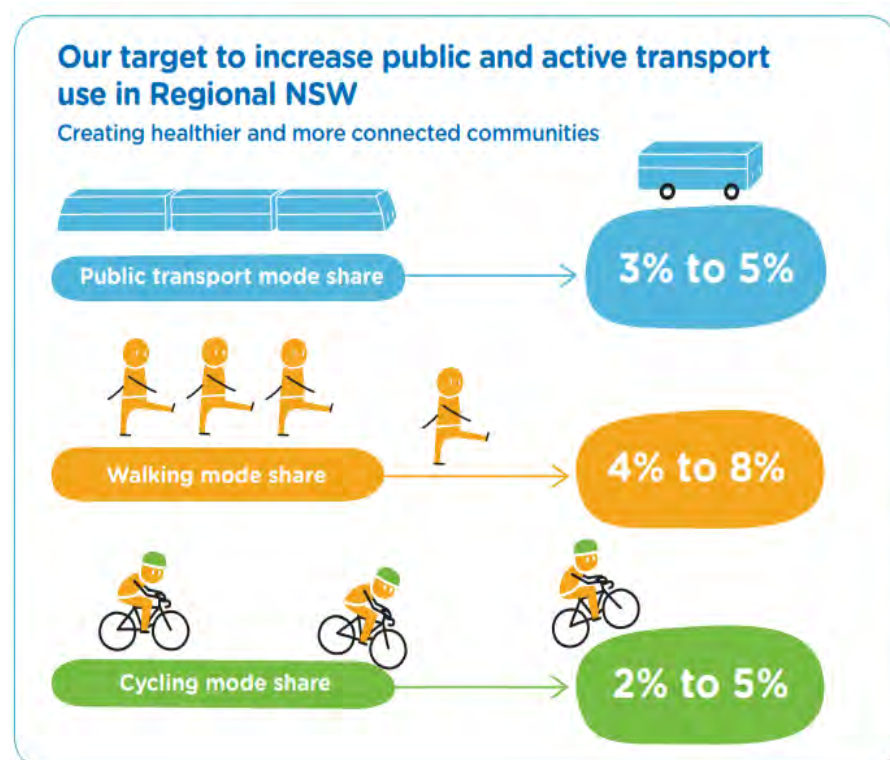 Our target to increase public and active transport
use in Regional NSW
Creating healthier and more connected communities
Public transport mode share
3% to 5%
Walking mode share
4% to 8%
Cycling mode share
2% to 5%